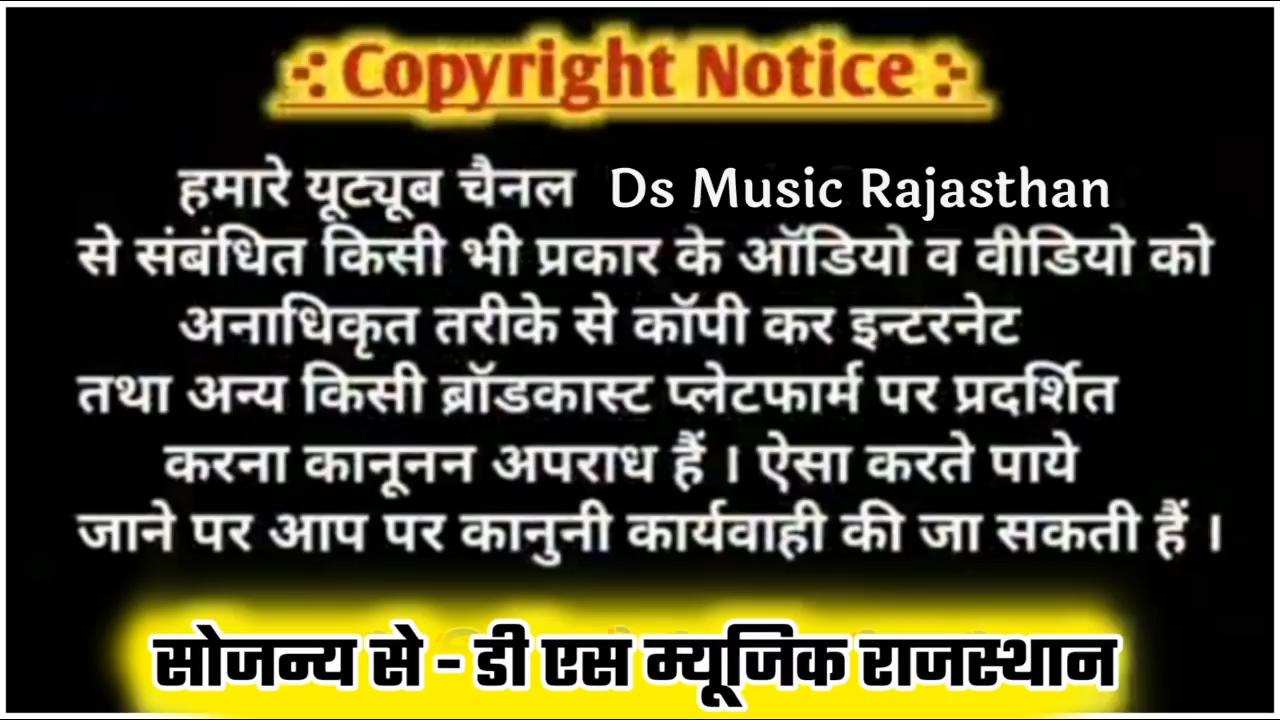 -: Copyright Notice :-
हमारे यूट्यूब चैनल Ds Music Rajasthan
से संबंधित किसी भी प्रकार के ऑडियो व वीडियो को
अनाधिकृत तरीके से कॉपी कर इन्टरनेट
तथा अन्य किसी ब्रॉडकास्ट प्लेटफार्म पर प्रदर्शित
करना कानूनन अपराध हैं । ऐसा करते पाये
जाने पर आप पर कानुनी कार्यवाही की जा सकती हैं ।
सोजन्य से - डी एस म्यूजिक राजस्थान